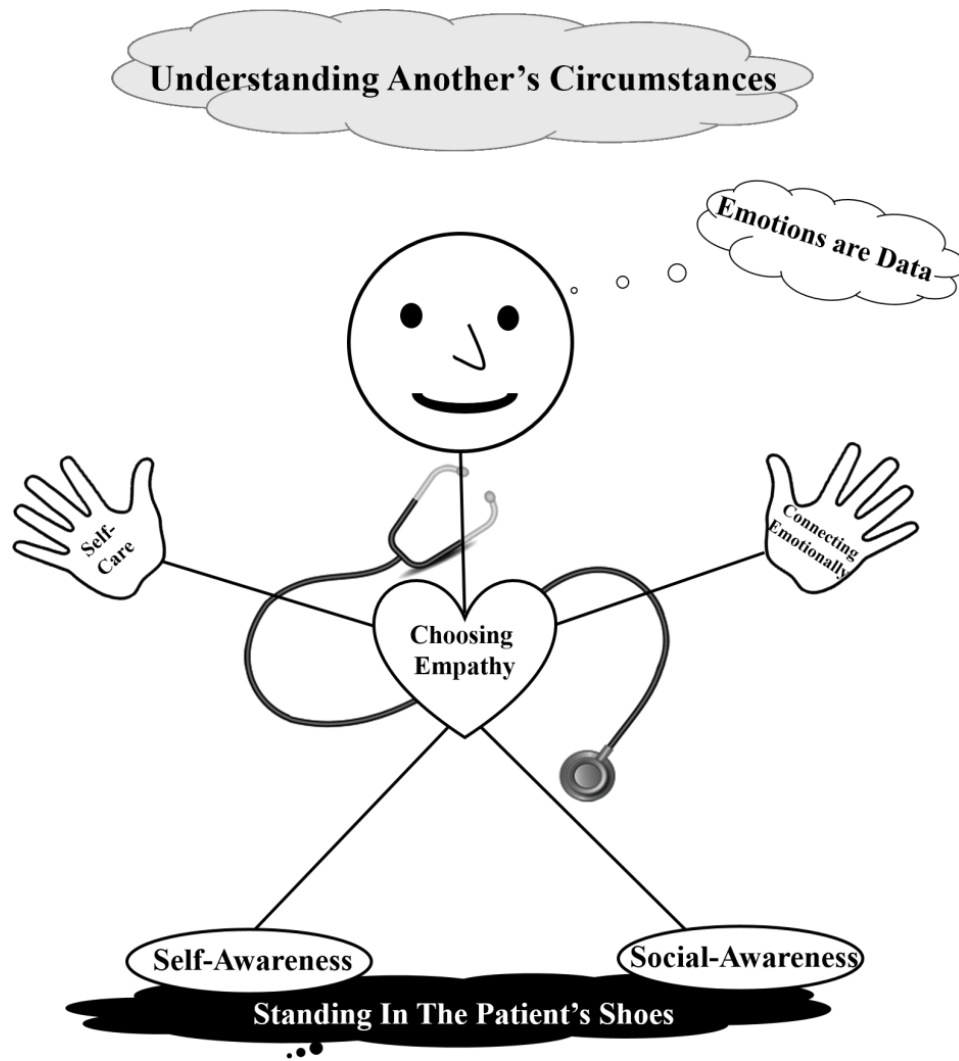 Understanding Another’s Circumstances
Emotions are Data
Self-
Care
Connecting
Emotionally
Choosing
Empathy
Self-Awareness
Social-Awareness
Standing In The Patient’s Shoes